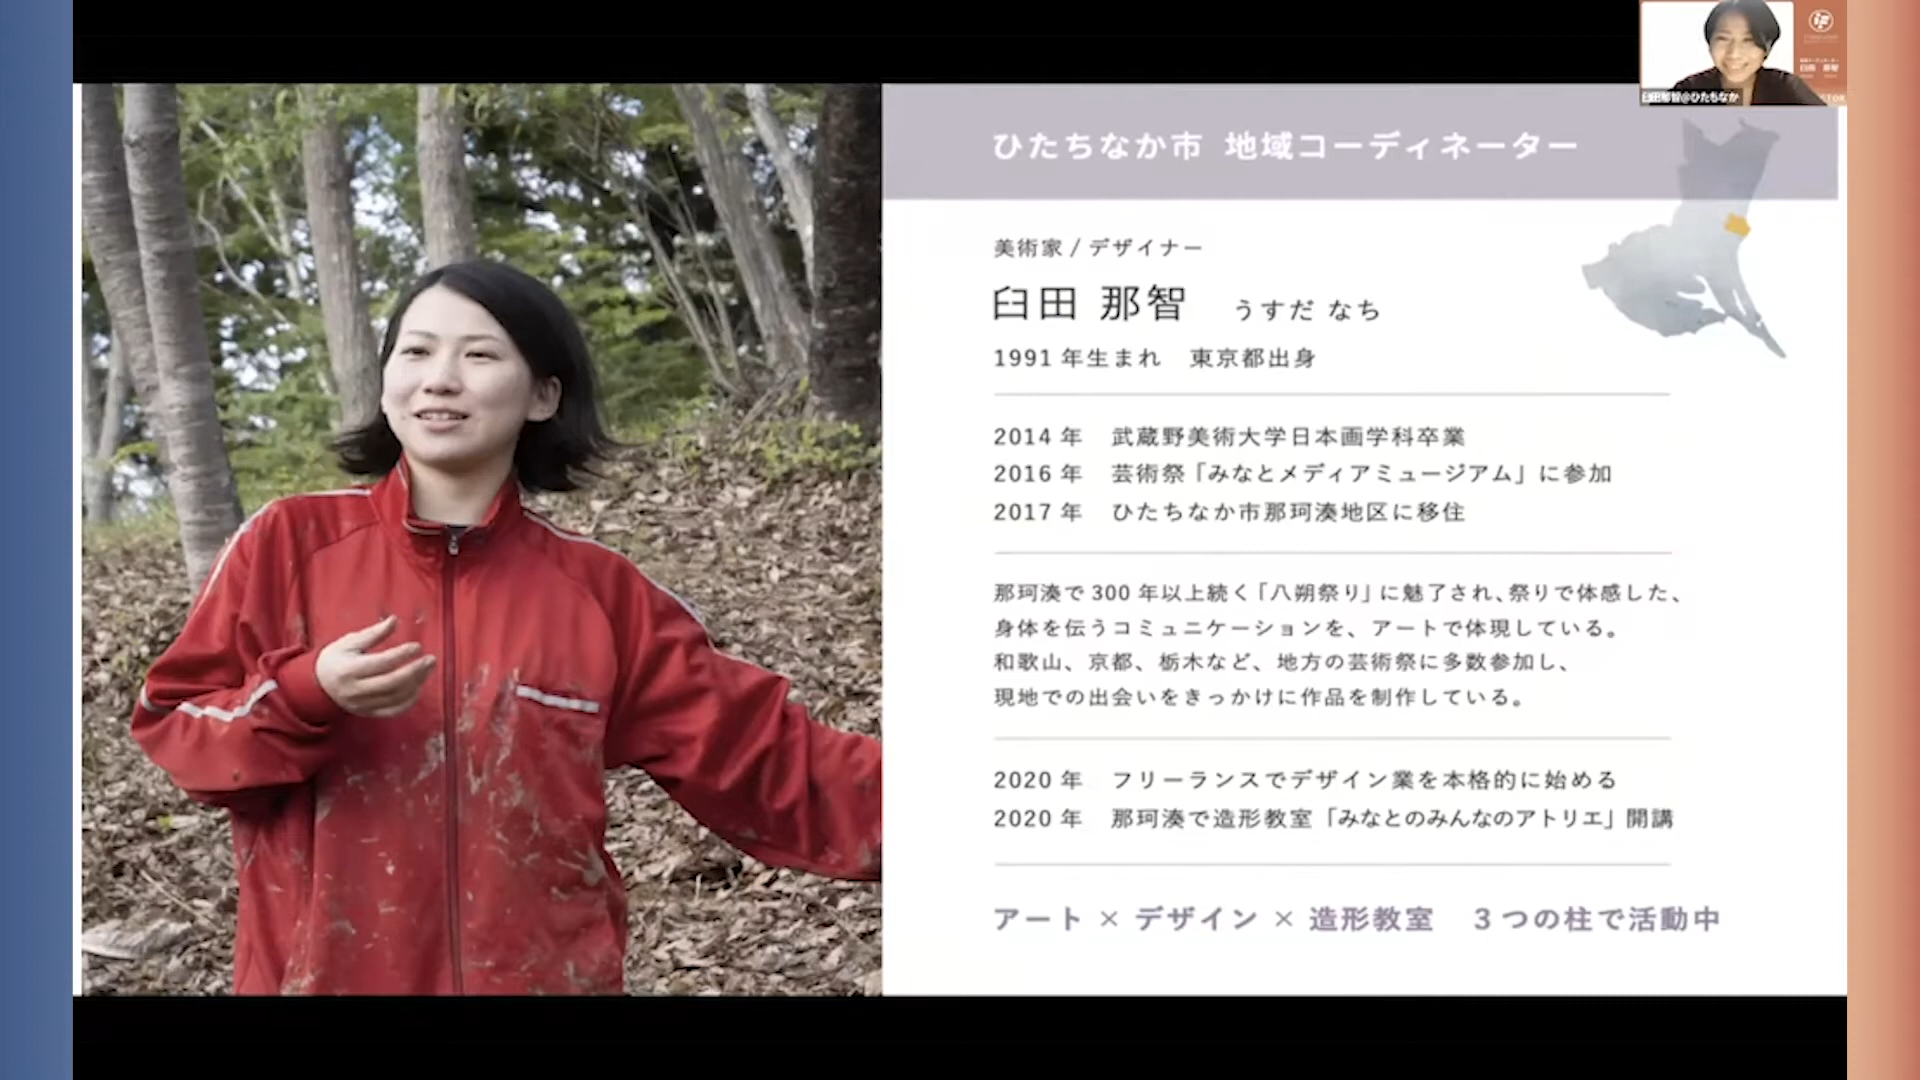 ひたちなか市 地域コーディネーター
美術家 / デザイナー
臼田 那智 うすだ なち
1991 年生まれ 東京都出身
2014 年 武蔵野美術大学日本画学科卒業
2016 年 芸術祭「みなとメディアミュージアム」に参加
2017 年 ひたちなか市那珂湊地区に移住
那珂湊で 300 年以上続く「八朔祭り」に魅了され、祭りで体感した、
身体を伝うコミュニケーションを、アートで体現している。
和歌山、京都、栃木など、地方の芸術祭に多数参加し、
現地での出会いをきっかけに作品を制作している。
2020 年 フリーランスでデザイン業を本格的に始める
2020 年 那珂湊で造形教室「みなとのみんなのアトリエ」開講
アート × デザイン × 造形教室 3 つの柱で活動中
臼田那智@ひたちなか
臼田 那智